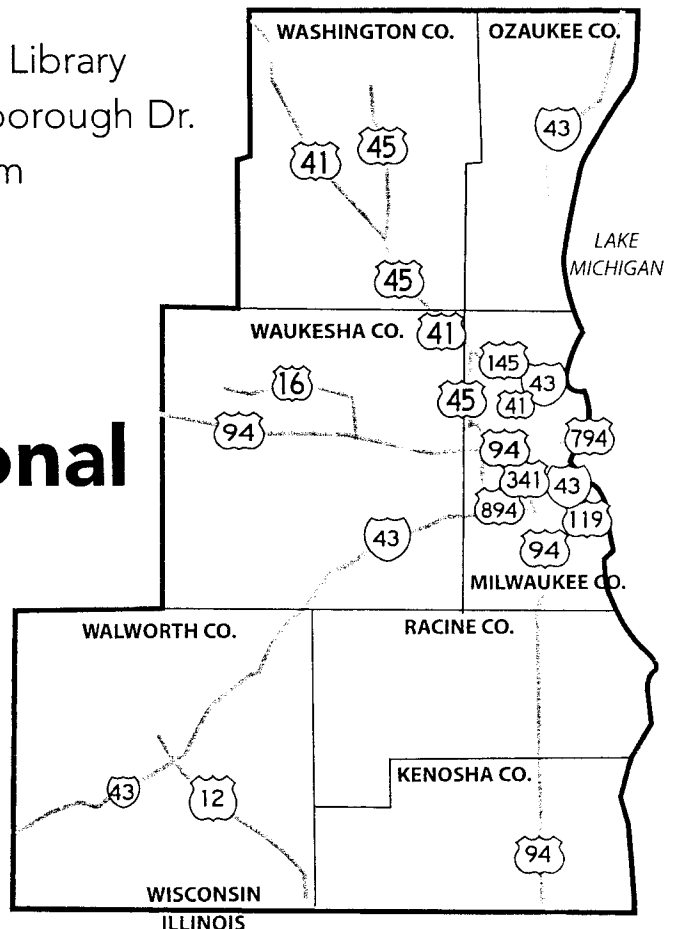 Library
orough Dr.
m
onal
WASHINGTON CO.
OZAUKEE CO.
43
41
45
LAKE
MICHIGAN
45
41
WAUKESHA CO.
16
145
43
45
41
94
94
794
341
43
894
119
43
94
MILWAUKEE CO.
WALWORTH CO.
RACINE CO.
KENOSHA CO.
43
12
94
WISCONSIN
ILLINOIS